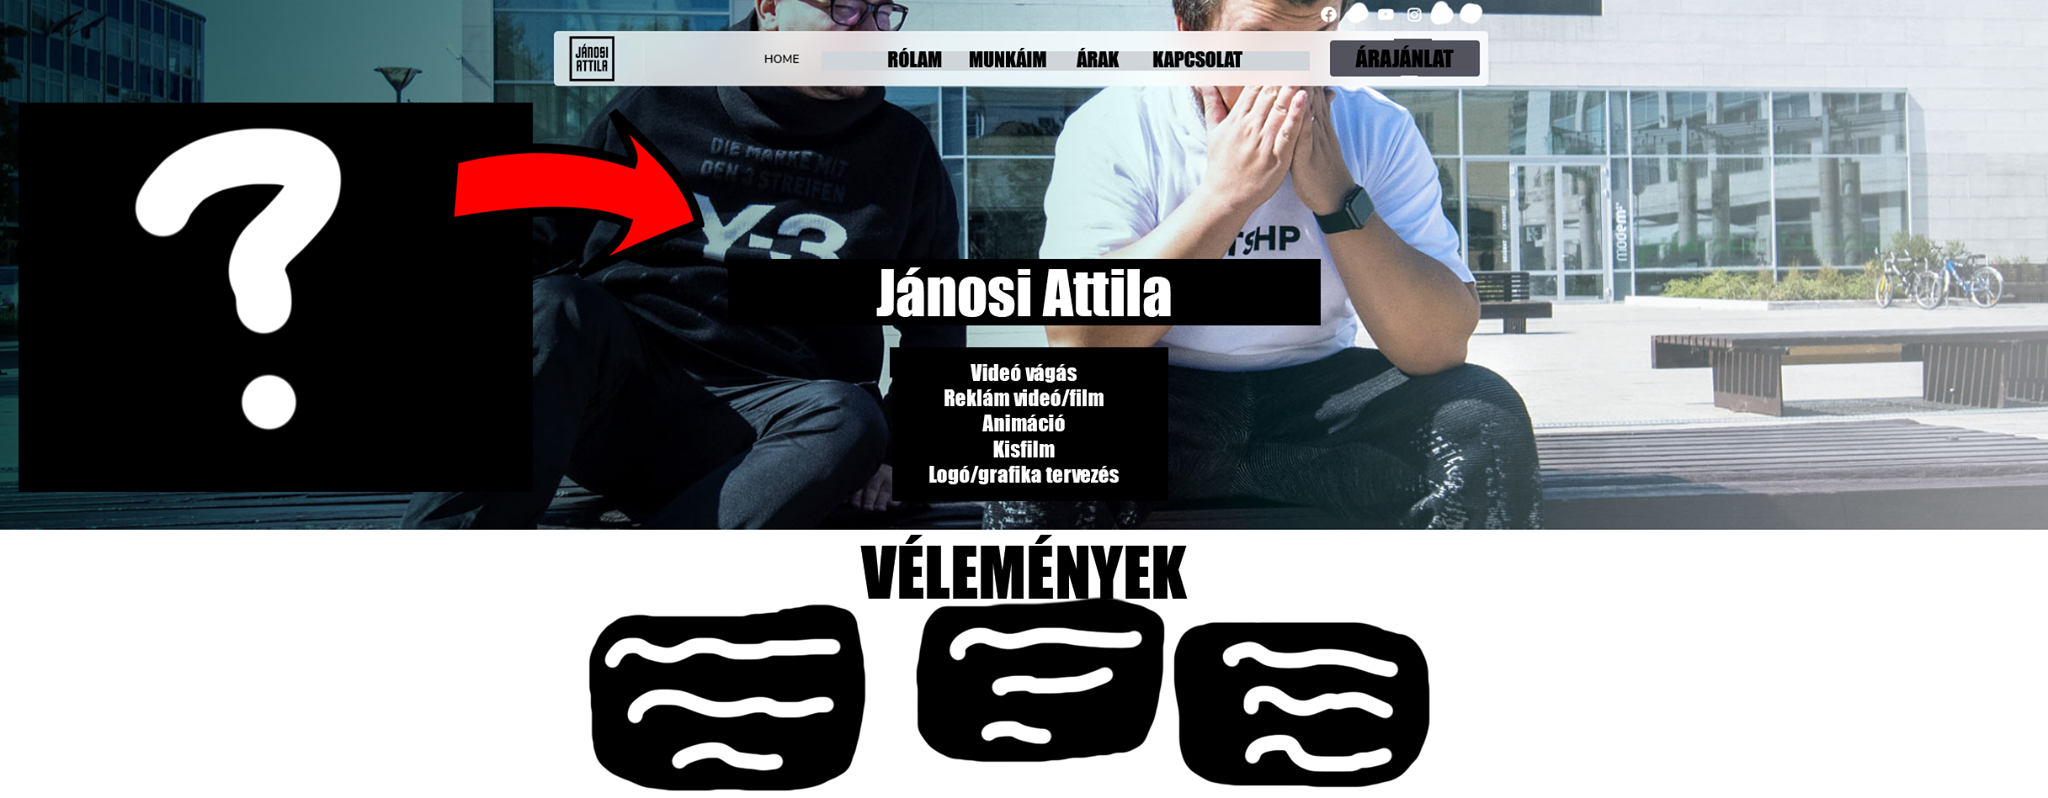 JÁNOSI
ATTILA
HOME
RÓLAM
MUNKÁIM
ÁRAK
KAPCSOLAT
ÁRAJÁNLAT
DIE MARKE MIT
DEN 3 STREIFEN
Y-3
HP
modem
Jánosi Attila
Videó vágás
Reklám videó/film
Animáció
Kisfilm
Logó/grafika tervezés
VÉLEMÉNYEK
?